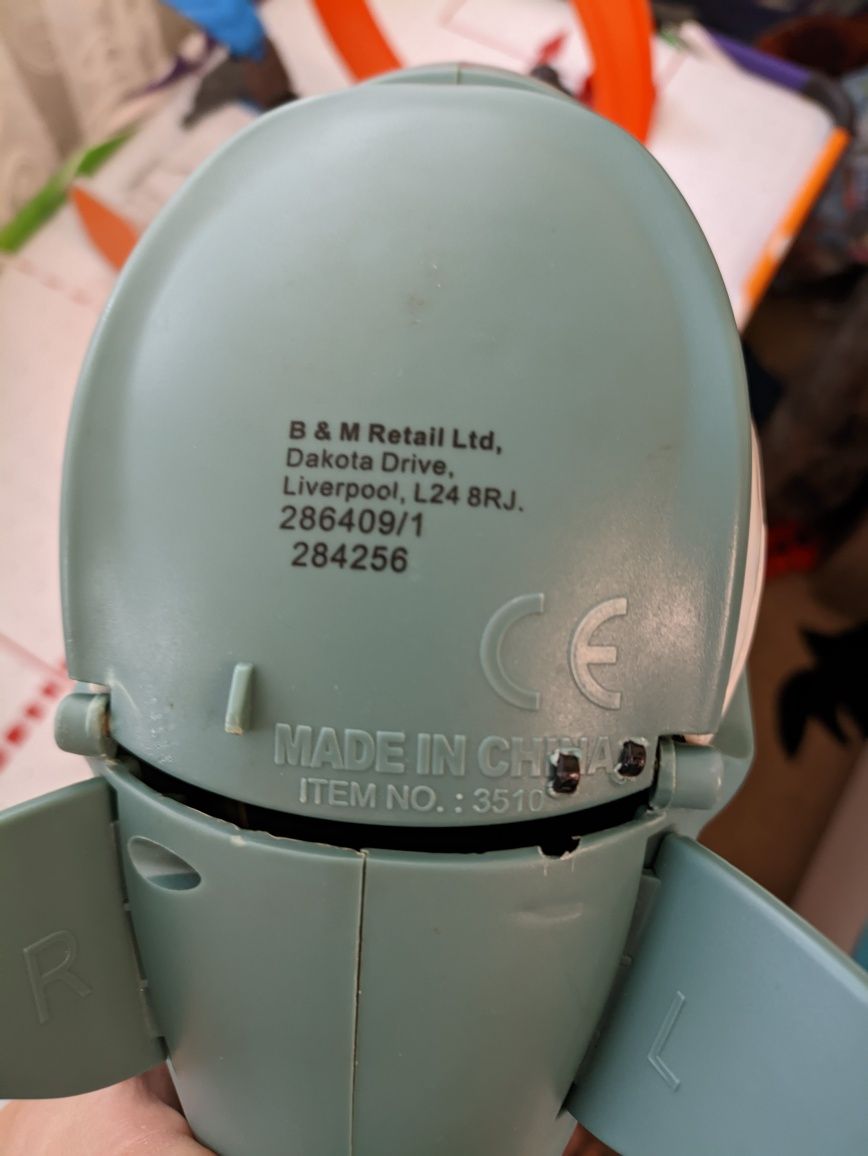 B & M Retail Ltd,
Dakota Drive,
Liverpool, L24 8RJ.
286409/1
284256
CE
MADE IN CHINA
ITEM NO. : 3510
R
L